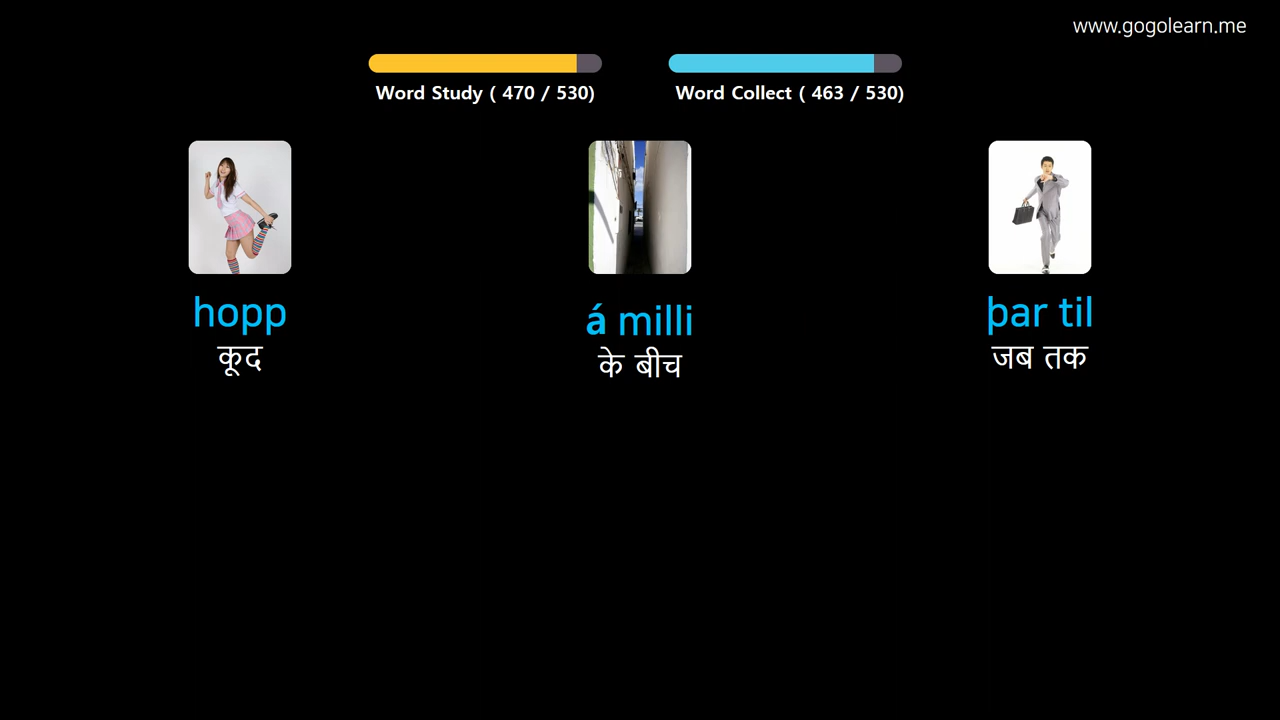 www.gogolearn.me
Word Study ( 470 / 530)
Word Collect ( 463 / 530)
hopp
कूद
á milli
के बीच
þar til
जब तक